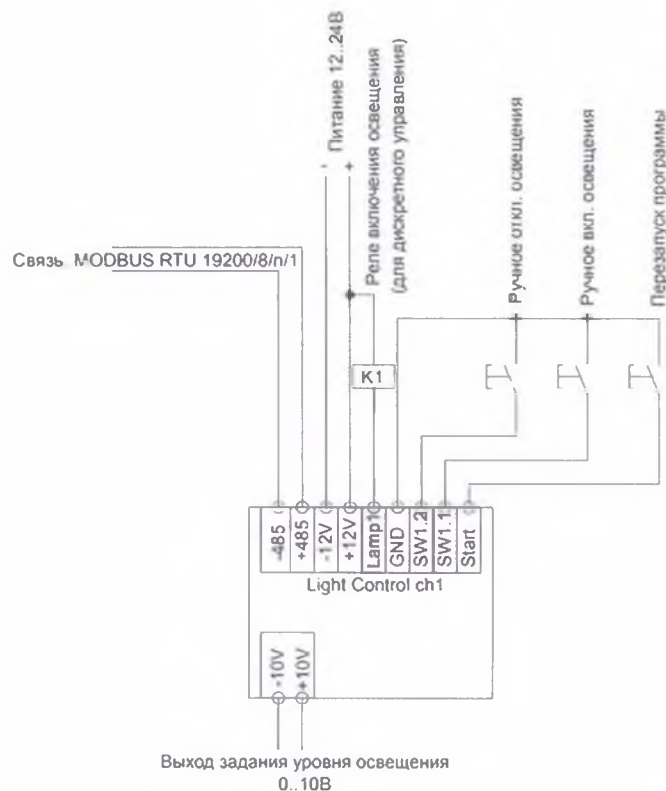 - Питание 12..24В
+
Реле включения освещения
(для дискретного управления)
Ручное откл. освещения
Ручное вкл. освещения
Перезапуск программы
Связь MODBUS RTU 19200/8/n/1
K1
-485
+485
-12V
+12V
Lamp1
GND
SW1.2
SW1.1
Start
Light Control ch1
-10V
+10V
Выход задания уровня освещения
0..10В